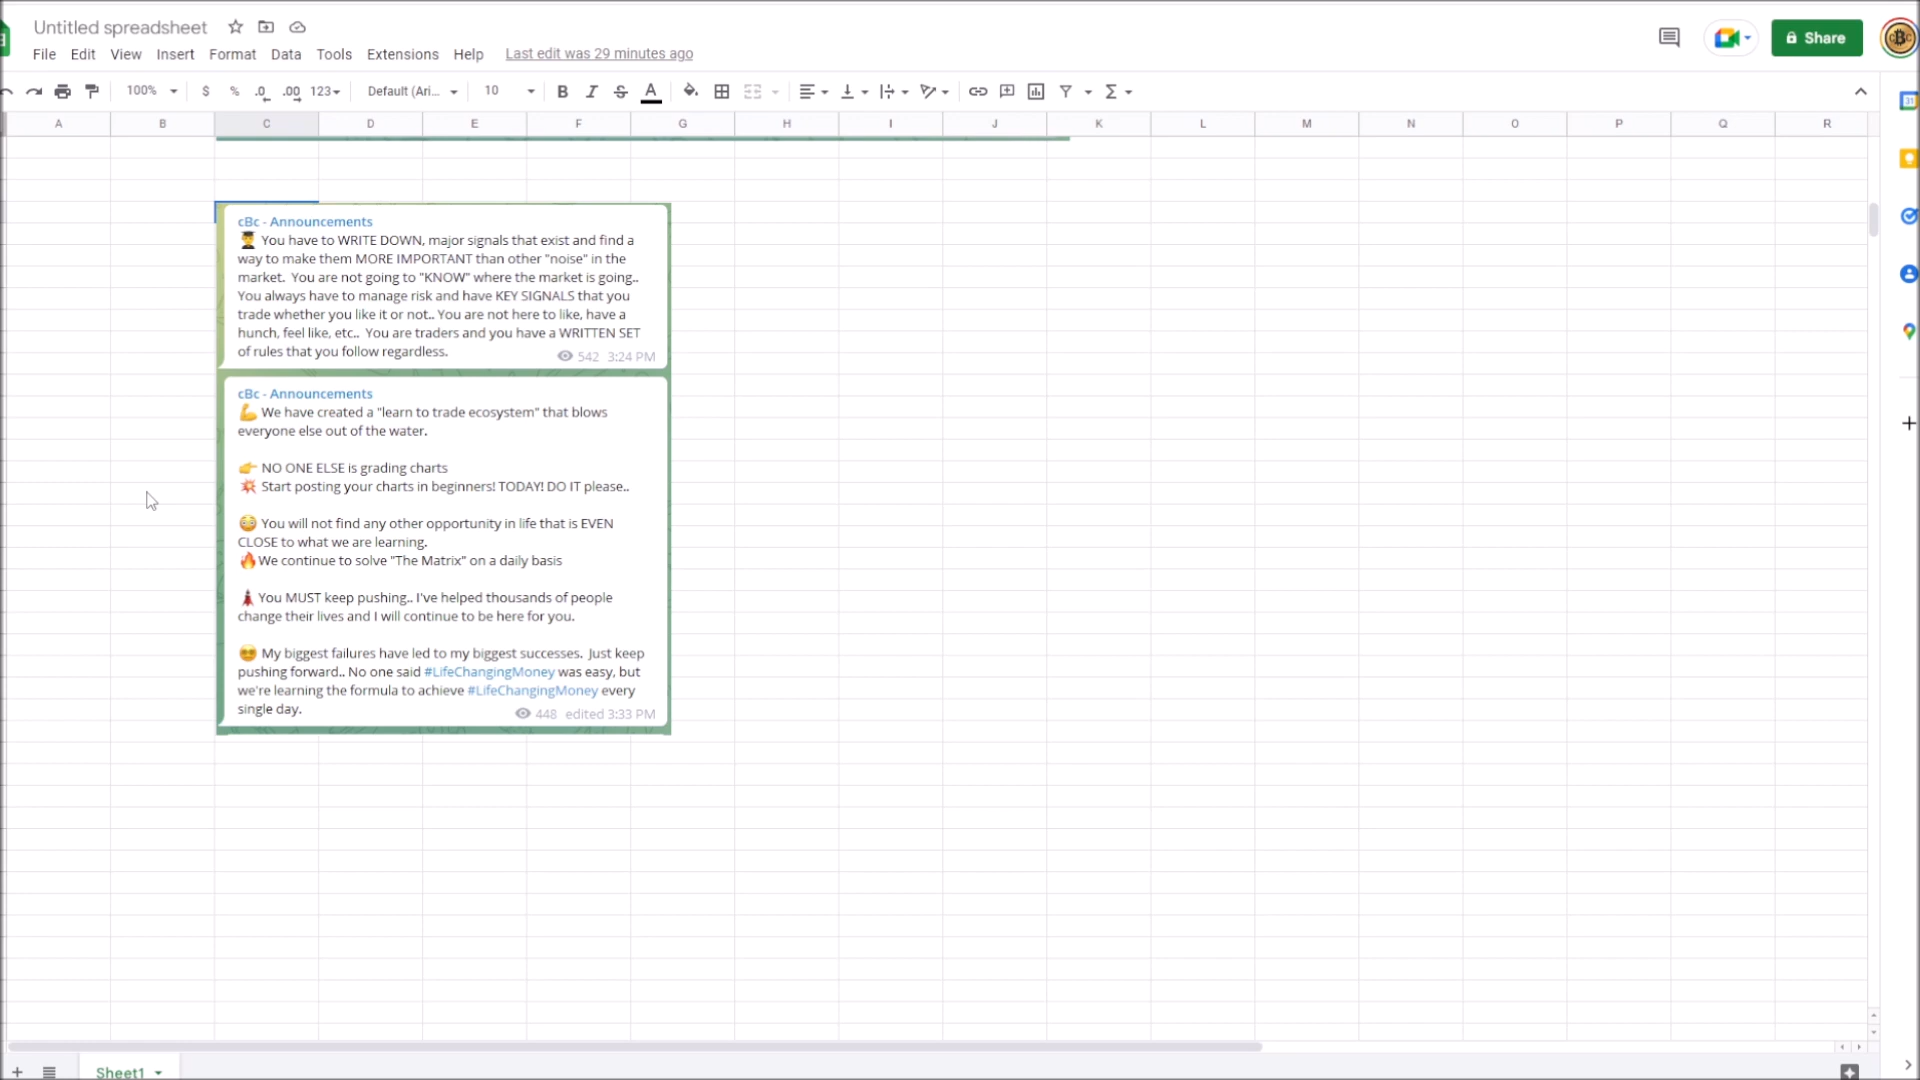 Untitled spreadsheet
File Edit View Insert Format Data Tools Extensions Help Last edit was 29 minutes ago
Share
100% $ % .0 .00 123 Default (Ari... 10 B I S A
A B C D E F G H I J K L M N O P Q R
cBc - Announcements
You have to WRITE DOWN, major signals that exist and find a
way to make them MORE IMPORTANT than other "noise" in the
market. You are not going to "KNOW" where the market is going..
You always have to manage risk and have KEY SIGNALS that you
trade whether you like it or not.. You are not here to like, have a
hunch, feel like, etc.. You are traders and you have a WRITTEN SET
of rules that you follow regardless.
542 3:24 PM
cBc - Announcements
💪 We have created a "learn to trade ecosystem" that blows
everyone else out of the water.
👉 NO ONE ELSE is grading charts
💥 Start posting your charts in beginners! TODAY! DO IT please..
😳 You will not find any other opportunity in life that is EVEN
CLOSE to what we are learning.
🔥We continue to solve "The Matrix" on a daily basis
You MUST keep pushing.. I've helped thousands of people
change their lives and I will continue to be here for you.
My biggest failures have led to my biggest successes. Just keep
pushing forward.. No one said #LifeChangingMoney was easy, but
we're learning the formula to achieve #LifeChangingMoney every
single day.
448 edited 3:33 PM
Sheet1